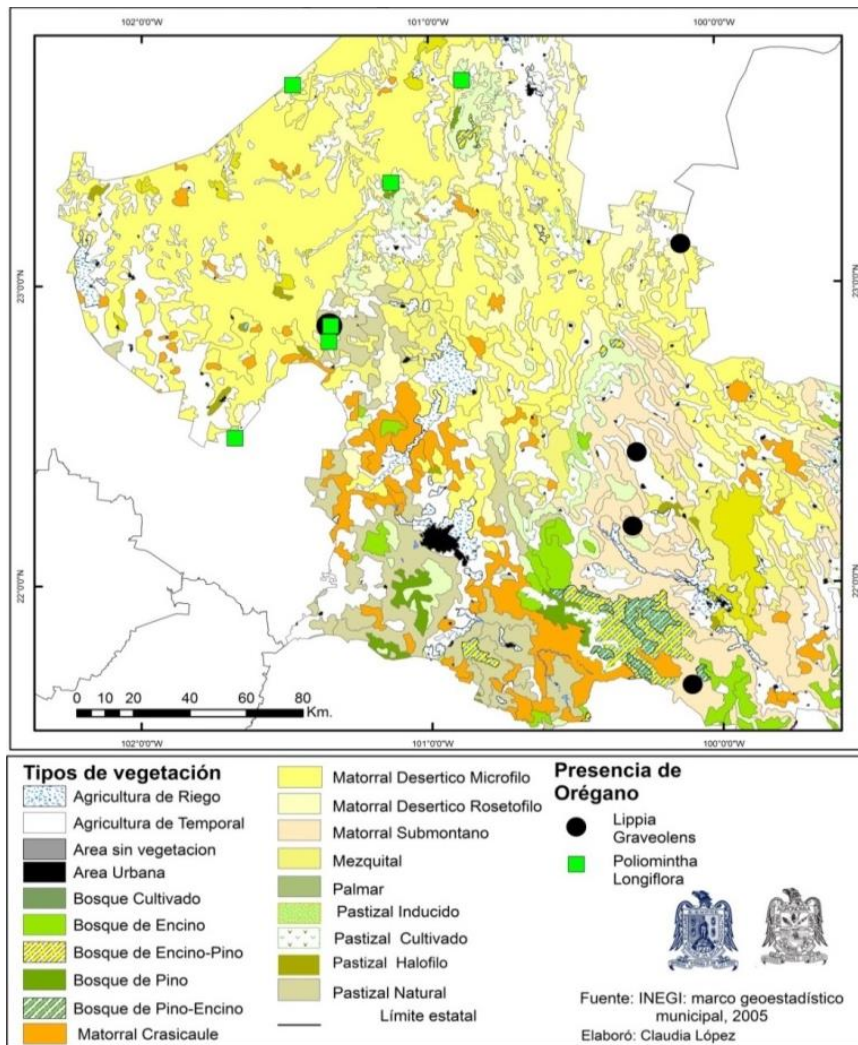 102°0'0"W 101°0'0"W 100°0'0"W
23°0'0"N 23°0'0"N
22°0'0"N 22°0'0"N
0 10 20 40 60 80
Km.
102°0'0"W 101°0'0"W 100°0'0"W
Tipos de vegetación
Agricultura de Riego
Agricultura de Temporal
Area sin vegetacion
Area Urbana
Bosque Cultivado
Bosque de Encino
Bosque de Encino-Pino
Bosque de Pino
Bosque de Pino-Encino
Matorral Crasicaule
Matorral Desertico Microfilo
Matorral Desertico Rosetofilo
Matorral Submontano
Mezquital
Palmar
Pastizal Inducido
Pastizal Cultivado
Pastizal Halofilo
Pastizal Natural
Límite estatal
Presencia de
Orégano
Lippia
Graveolens
Poliomintha
Longiflora
Fuente: INEGI: marco geoestadístico
municipal, 2005
Elaboró: Claudia López